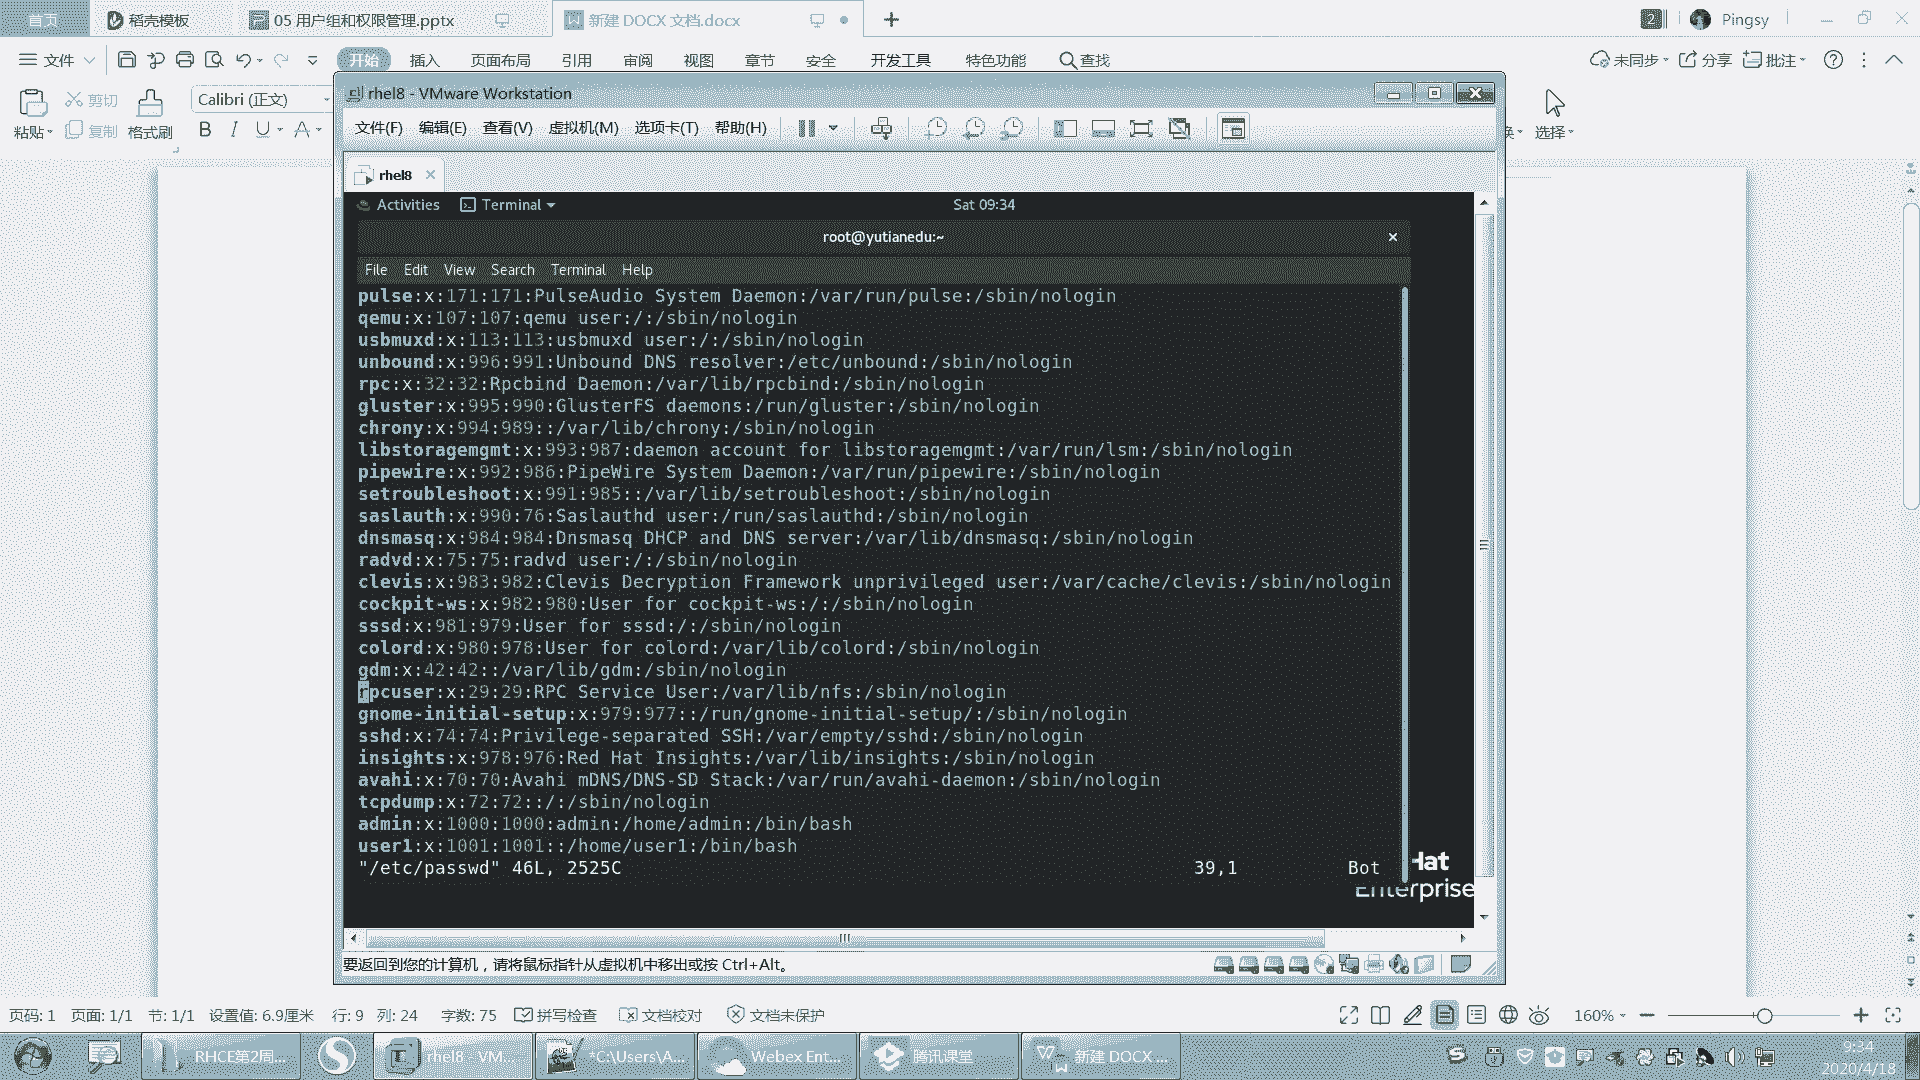 首页
稻壳模板
05 用户组和权限管理.pptx
新建 DOCX 文档.docx
2
Pingsy
文件
开始
插入
页面布局
引用
审阅
视图
章节
安全
开发工具
特色功能
查找
未同步
分享
批注
粘贴
剪切
复制
格式刷
Calibri (正文)
B I U A
选择
rhel8 - VMware Workstation
文件(F) 编辑(E) 查看(V) 虚拟机(M) 选项卡(T) 帮助(H)
rhel8
Activities Terminal Sat 09:34
root@yutianedu:~
File Edit View Search Terminal Help
pulse:x:171:171:PulseAudio System Daemon:/var/run/pulse:/sbin/nologin
qemu:x:107:107:qemu user:/:/sbin/nologin
usbmuxd:x:113:113:usbmuxd user:/:/sbin/nologin
unbound:x:996:991:Unbound DNS resolver:/etc/unbound:/sbin/nologin
rpc:x:32:32:Rpcbind Daemon:/var/lib/rpcbind:/sbin/nologin
gluster:x:995:990:GlusterFS daemons:/run/gluster:/sbin/nologin
chrony:x:994:989::/var/lib/chrony:/sbin/nologin
libstoragemgmt:x:993:987:daemon account for libstoragemgmt:/var/run/lsm:/sbin/nologin
pipewire:x:992:986:PipeWire System Daemon:/var/run/pipewire:/sbin/nologin
setroubleshoot:x:991:985::/var/lib/setroubleshoot:/sbin/nologin
saslauth:x:990:76:Saslauthd user:/run/saslauthd:/sbin/nologin
dnsmasq:x:984:984:Dnsmasq DHCP and DNS server:/var/lib/dnsmasq:/sbin/nologin
radvd:x:75:75:radvd user:/:/sbin/nologin
clevis:x:983:982:Clevis Decryption Framework unprivileged user:/var/cache/clevis:/sbin/nologin
cockpit-ws:x:982:980:User for cockpit-ws:/:/sbin/nologin
sssd:x:981:979:User for sssd:/:/sbin/nologin
colord:x:980:978:User for colord:/var/lib/colord:/sbin/nologin
gdm:x:42:42::/var/lib/gdm:/sbin/nologin
rpcuser:x:29:29:RPC Service User:/var/lib/nfs:/sbin/nologin
gnome-initial-setup:x:979:977::/run/gnome-initial-setup/:/sbin/nologin
sshd:x:74:74:Privilege-separated SSH:/var/empty/sshd:/sbin/nologin
insights:x:978:976:Red Hat Insights:/var/lib/insights:/sbin/nologin
avahi:x:70:70:Avahi mDNS/DNS-SD Stack:/var/run/avahi-daemon:/sbin/nologin
tcpdump:x:72:72::/:/sbin/nologin
admin:x:1000:1000:admin:/home/admin:/bin/bash
user1:x:1001:1001::/home/user1:/bin/bash
"/etc/passwd" 46L, 2525C 39,1 Bot
Hat
Enterprise
要返回到您的计算机，请将鼠标指针从虚拟机中移出或按 Ctrl+Alt。
页码: 1 页面: 1/1 节: 1/1 设置值: 6.9厘米 行: 9 列: 24 字数: 75 拼写检查 文档校对 文档未保护 160%
RHCE第2周...
rhel8 - VM...
*C:\Users\A...
Webex Ent...
腾讯课堂
新建 DOCX ...
9:34
2020/4/18